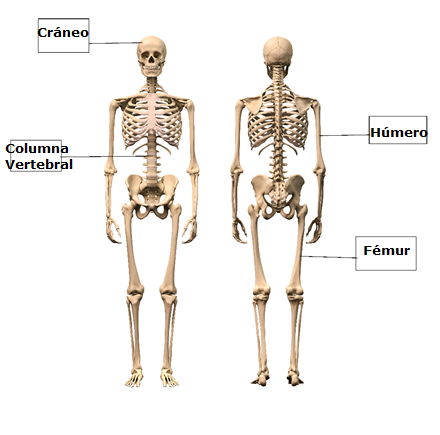 Cráneo
Columna
Vertebral
Húmero
Fémur